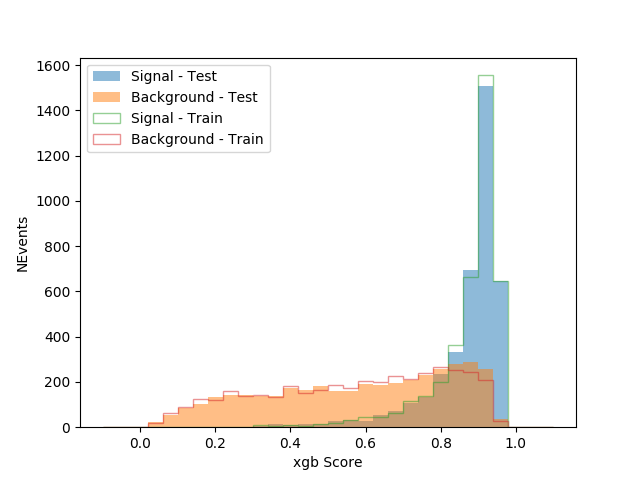 1600
1400
1200
1000
800
600
400
200
0
NEvents
Signal - Test
Background - Test
Signal - Train
Background - Train
0.0 0.2 0.4 0.6 0.8 1.0
xgb Score